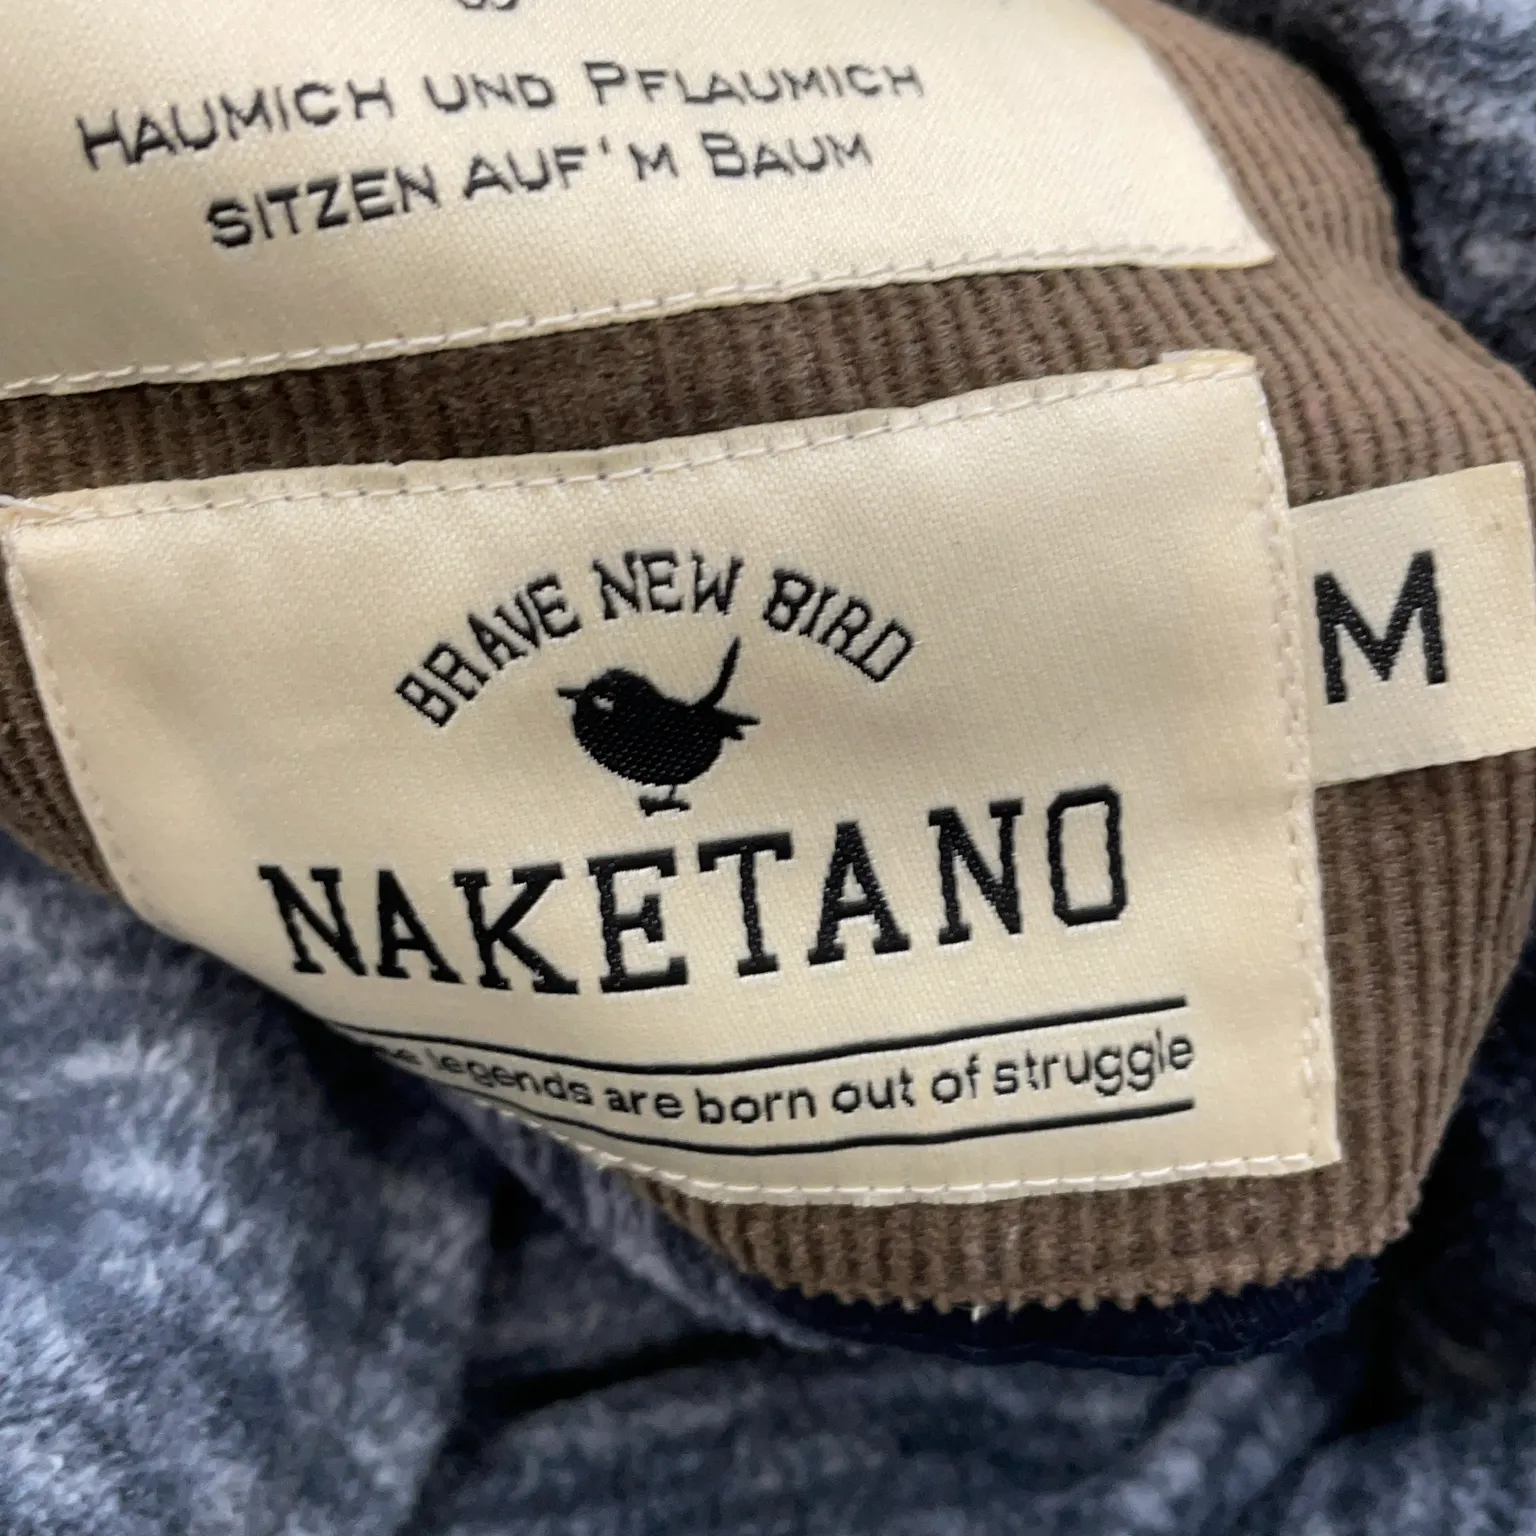 HAUMICH UND PFLAUMICH
SITZEN AUF'M BAUM
BRAVE NEW BIRD
NAKETANO
M
legends are born out of struggle